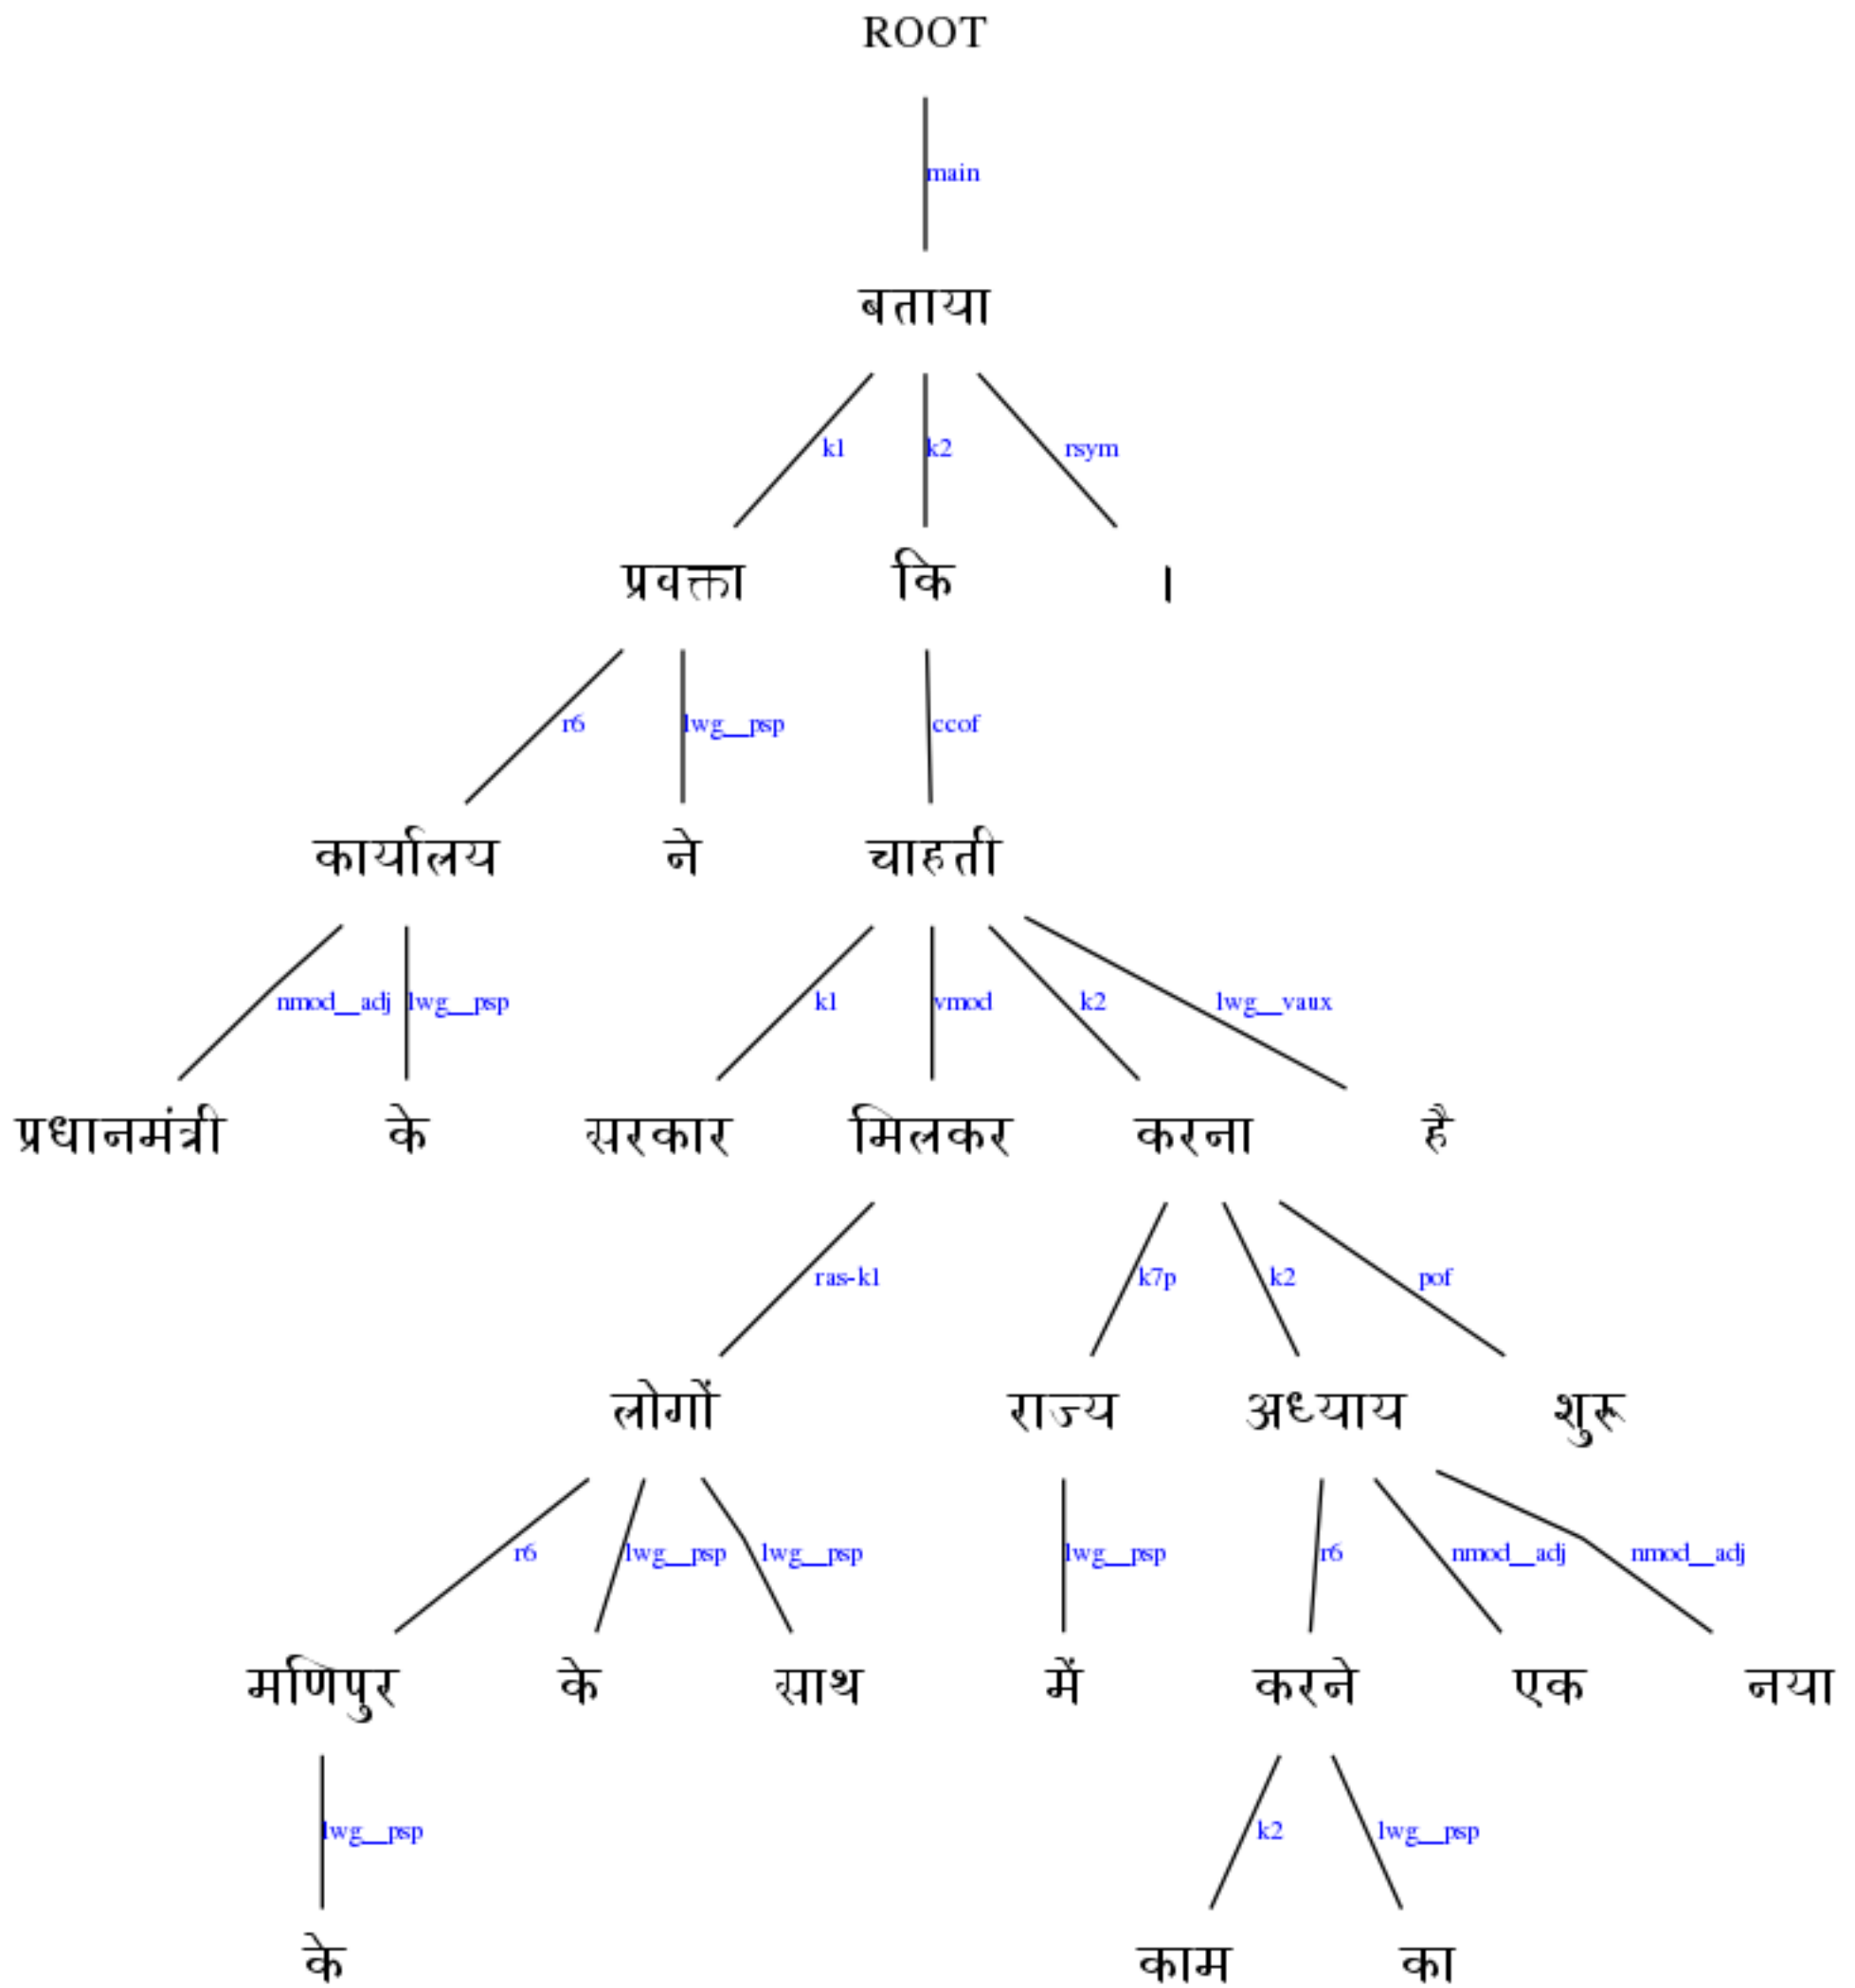 ROOT
main
बताया
k1 k2 rsym
प्रवक्ता कि ।
r6 lwg__psp ccof
कार्यालय ने चाहती
nmod__adj lwg__psp k1 vmod k2 lwg__vaux
प्रधानमंत्री के सरकार मिलकर करना है
ras-k1 k7p k2 pof
लोगों राज्य अध्याय शुरू
r6 lwg__psp lwg__psp lwg__psp r6 nmod__adj nmod__adj
मणिपुर के साथ में करने एक नया
lwg__psp k2 lwg__psp
के काम का